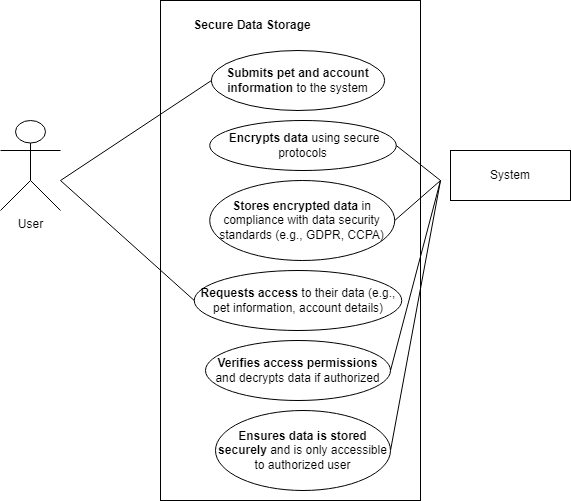 Secure Data Storage
Submits pet and account
information to the system
Encrypts data using secure
protocols
Stores encrypted data in
compliance with data security
standards (e.g., GDPR, CCPA)
Requests access to their data (e.g.,
pet information, account details)
Verifies access permissions
and decrypts data if authorized
Ensures data is stored
securely and is only accessible
to authorized user
User
System